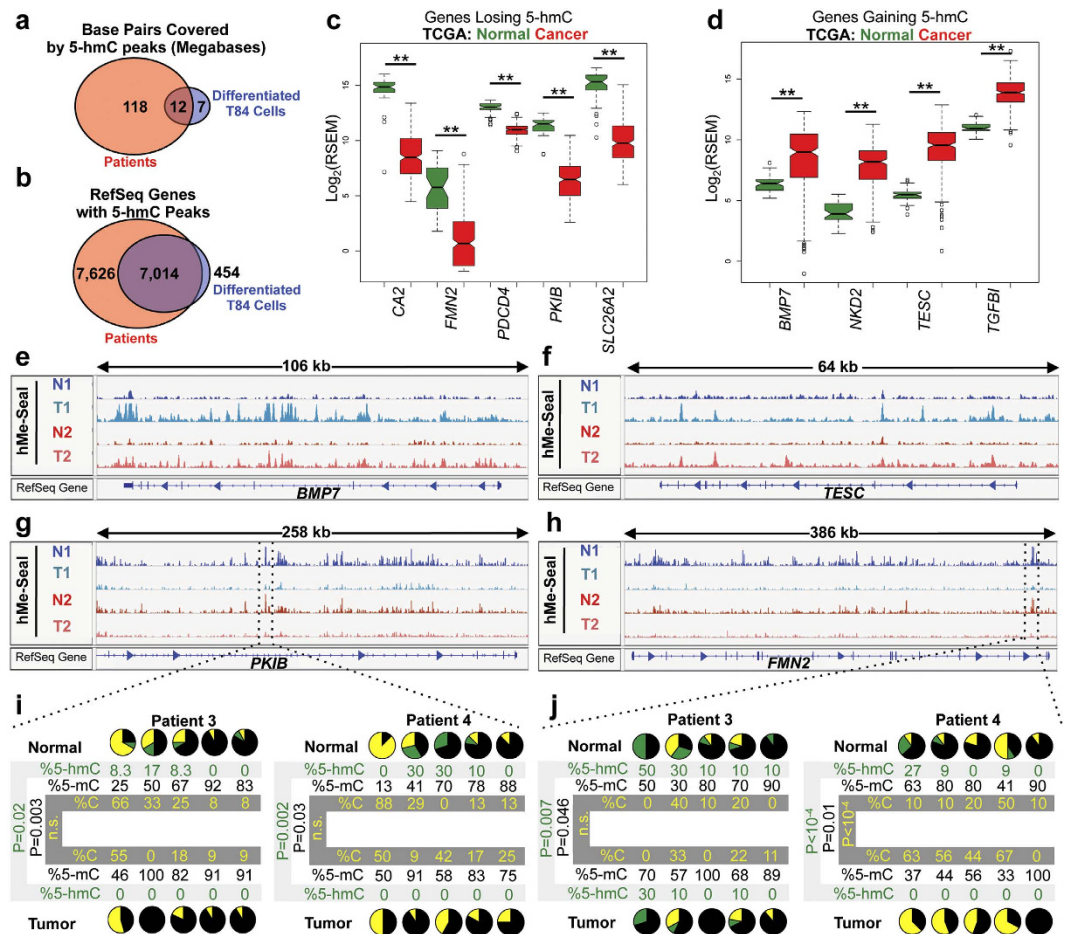 a
Base Pairs Covered
by 5-hmC peaks (Megabases)
118 12 7
Differentiated
T84 Cells
Patients
b
RefSeq Genes
with 5-hmC Peaks
7,626 7,014 454
Differentiated
T84 Cells
Patients
c
Genes Losing 5-hmC
TCGA: Normal Cancer
Log2(RSEM)
15
10
5
0
** ** ** ** **
CA2 FMN2 PDCD4 PKIB SLC26A2
d
Genes Gaining 5-hmC
TCGA: Normal Cancer
Log2(RSEM)
15
10
5
0
** ** ** **
BMP7 NKD2 TESC TGFBI
e
106 kb
hMe-Seal
N1
T1
N2
T2
RefSeq Gene
BMP7
f
64 kb
hMe-Seal
N1
T1
N2
T2
RefSeq Gene
TESC
g
258 kb
hMe-Seal
N1
T1
N2
T2
RefSeq Gene
PKIB
h
386 kb
hMe-Seal
N1
T1
N2
T2
RefSeq Gene
FMN2
i
Patient 3
Normal
%5-hmC 8.3 17 8.3 0 0
%5-mC 25 50 67 92 83
%C 66 33 25 8 8
P=0.02
P=0.003
n.s.
%C 55 0 18 9 9
%5-mC 46 100 82 91 91
%5-hmC 0 0 0 0 0
Tumor
Patient 4
Normal
%5-hmC 0 30 30 10 0
%5-mC 13 41 70 78 88
%C 88 29 0 13 13
P=0.002
P=0.03
n.s.
%C 50 9 42 17 25
%5-mC 50 91 58 83 75
%5-hmC 0 0 0 0 0
Tumor
j
Patient 3
Normal
%5-hmC 50 30 10 10 10
%5-mC 50 30 80 70 90
%C 0 40 10 20 0
P=0.007
P=0.046
n.s.
%C 0 33 0 22 11
%5-mC 70 57 100 68 89
%5-hmC 30 10 0 10 0
Tumor
Patient 4
Normal
%5-hmC 27 9 0 9 0
%5-mC 63 80 80 41 90
%C 10 10 20 50 10
P<10-4
P=0.01
P<10-4
%C 63 56 44 67 0
%5-mC 37 44 56 33 100
%5-hmC 0 0 0 0 0
Tumor